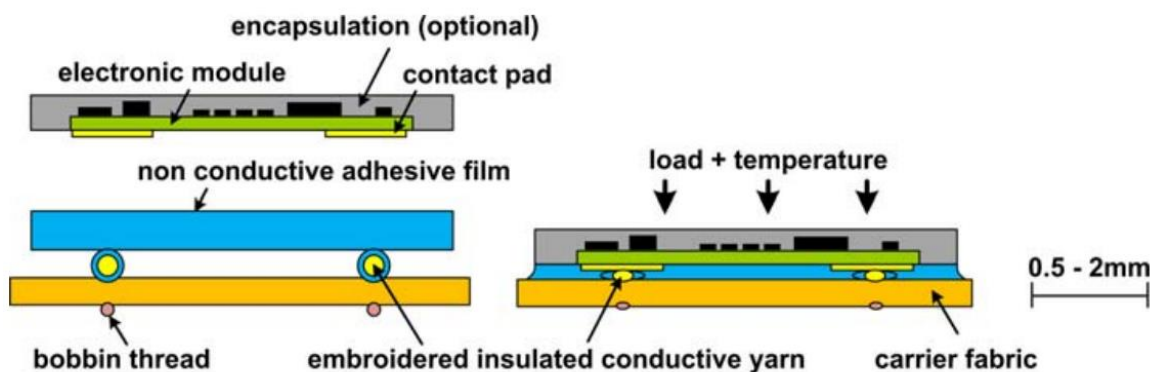 encapsulation (optional)
electronic module
contact pad
non conductive adhesive film
load + temperature
0.5 - 2mm
bobbin thread
embroidered insulated conductive yarn
carrier fabric